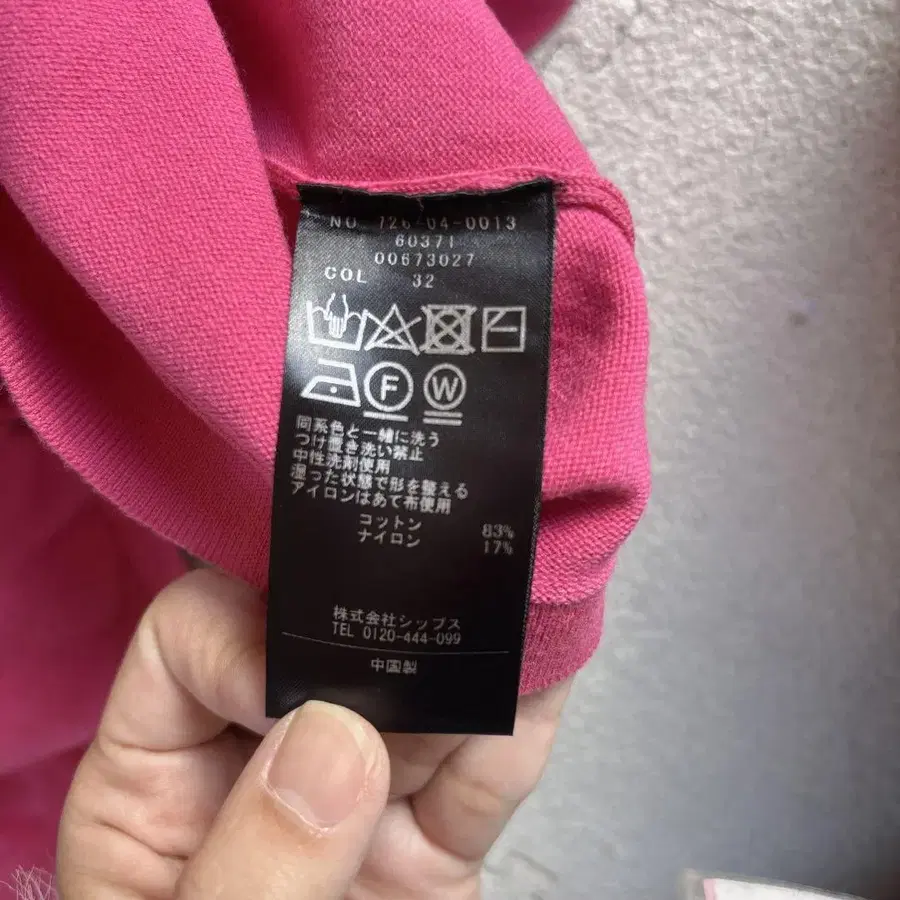 NO 126-04-0013
60371
00673027
COL 32
F W
同系色と一緒に洗う
つけ置き洗い禁止
中性洗剤使用
湿った状態で形を整える
アイロンはあて布使用
コットン 83%
ナイロン 17%
株式会社シップス
TEL 0120-444-099
中国製